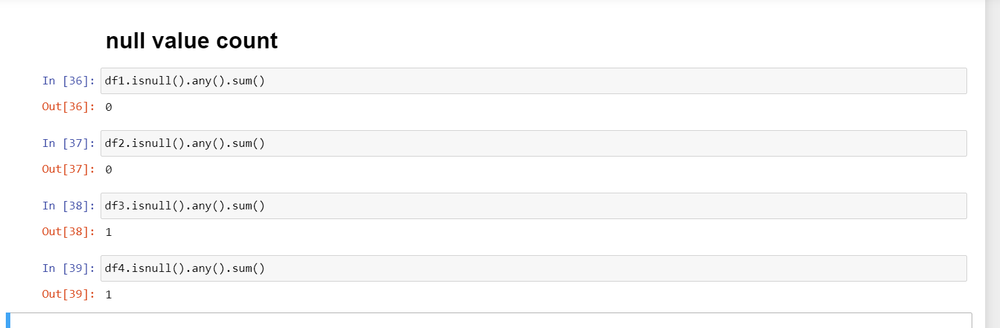 null value count
In [36]: df1.isnull().any().sum()
Out[36]: 0
In [37]: df2.isnull().any().sum()
Out[37]: 0
In [38]: df3.isnull().any().sum()
Out[38]: 1
In [39]: df4.isnull().any().sum()
Out[39]: 1